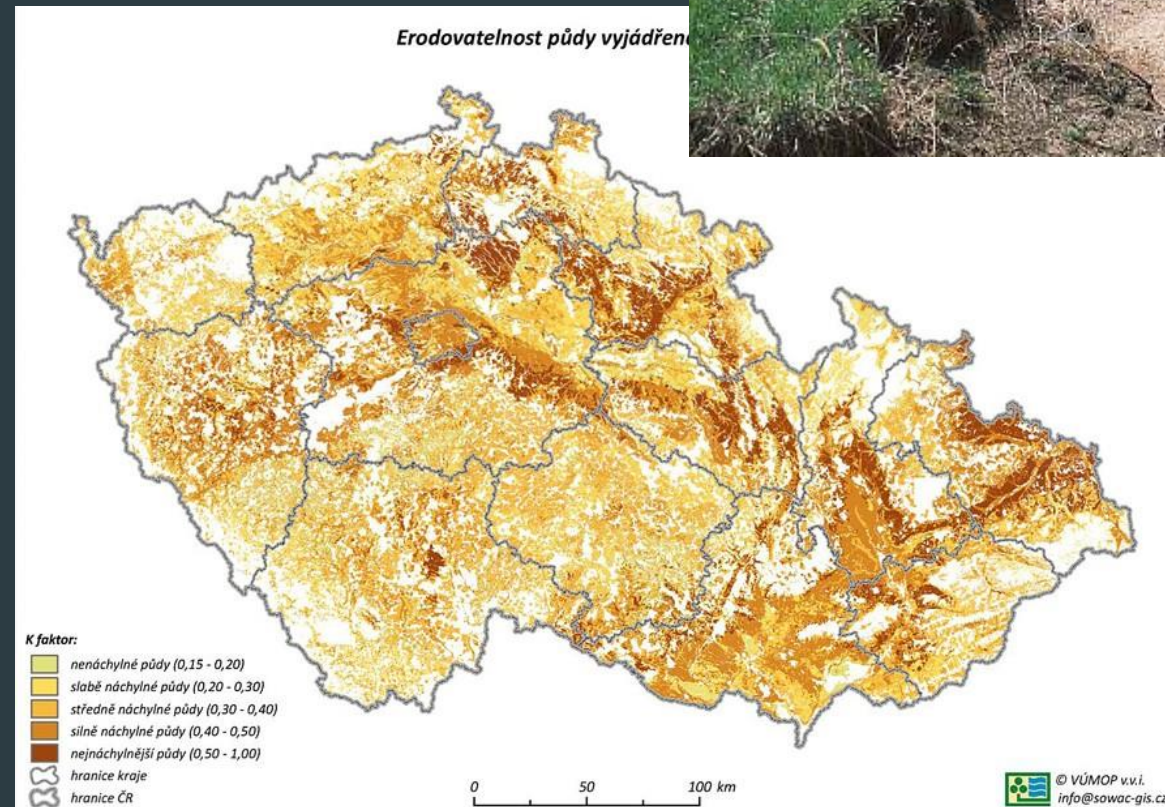 Erodovatelnost půdy vyjádřen
K faktor:
nenáchylné půdy (0,15 - 0,20)
slabě náchylné půdy (0,20 - 0,30)
středně náchylné půdy (0,30 - 0,40)
silně náchylné půdy (0,40 - 0,50)
nejnáchylnější půdy (0,50 - 1,00)
hranice kraje
hranice ČR
0 50 100 km
© VÚMOP v.v.i.
info@sowac-gis.cz